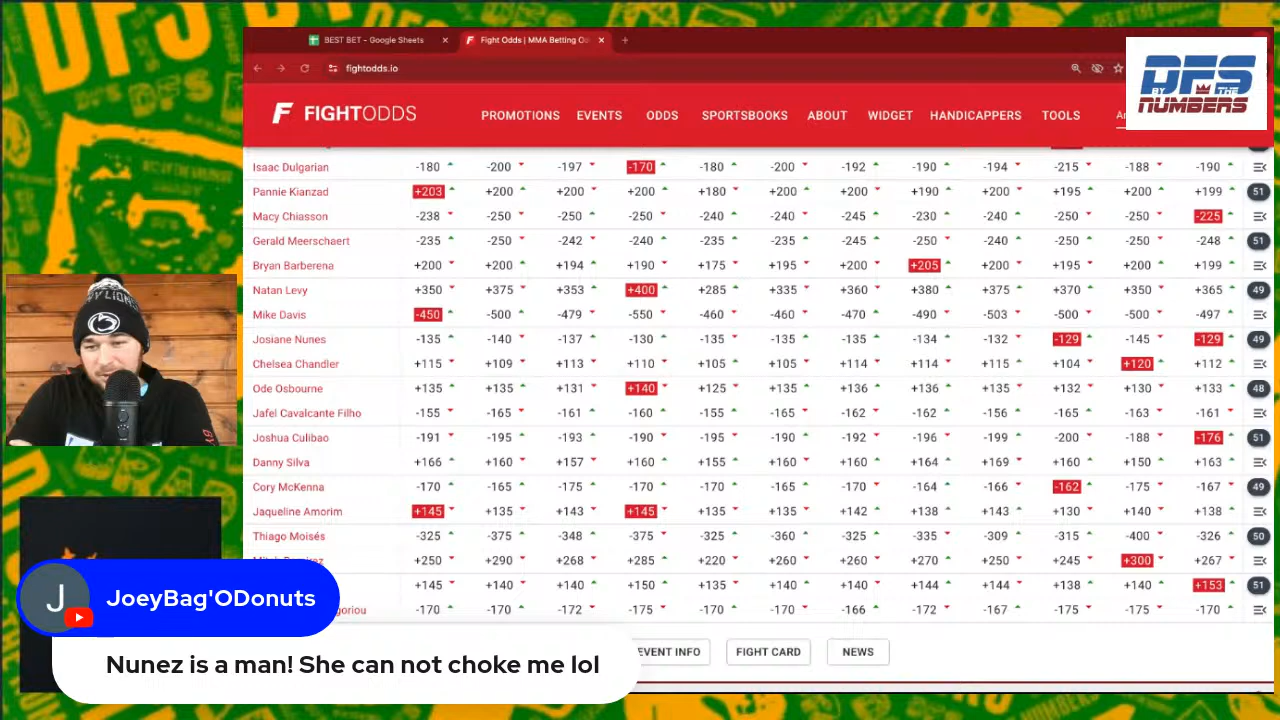 BEST BET - Google Sheets
Fight Odds | MMA Betting Od
fightodds.io
DFS
BY THE
NUMBERS
F FIGHTODDS
PROMOTIONS EVENTS ODDS SPORTSBOOKS ABOUT WIDGET HANDICAPPERS TOOLS
Isaac Dulgarian -180 -200 -197 -170 -180 -200 -192 -190 -194 -215 -188 -190
Pannie Kianzad +203 +200 +200 +200 +180 +200 +200 +190 +200 +195 +200 +199 51
Macy Chiasson -238 -250 -250 -250 -240 -240 -245 -230 -240 -250 -250 -225
Gerald Meerschaert -235 -250 -242 -240 -235 -235 -245 -250 -240 -250 -250 -248 51
Bryan Barberena +200 +200 +194 +190 +175 +195 +200 +205 +200 +195 +200 +199
Natan Levy +350 +375 +353 +400 +285 +335 +360 +380 +375 +370 +350 +365 49
Mike Davis -450 -500 -479 -550 -460 -460 -470 -490 -503 -500 -500 -497
Josiane Nunes -135 -140 -137 -130 -135 -135 -135 -134 -132 -129 -145 -129 49
Chelsea Chandler +115 +109 +113 +110 +105 +105 +114 +114 +115 +104 +120 +112
Ode Osbourne +135 +135 +131 +140 +125 +135 +136 +136 +135 +132 +130 +133 48
Jafel Cavalcante Filho -155 -165 -161 -160 -155 -165 -162 -162 -156 -165 -163 -161
Joshua Culibao -191 -195 -193 -190 -195 -190 -192 -196 -199 -200 -188 -176 51
Danny Silva +166 +160 +157 +160 +155 +160 +160 +164 +169 +160 +150 +163
Cory McKenna -170 -165 -175 -170 -170 -165 -170 -164 -166 -162 -175 -167 49
Jaqueline Amorim +145 +135 +143 +145 +135 +135 +142 +138 +143 +130 +140 +138
Thiago Moisés -325 -375 -348 -375 -325 -360 -325 -335 -309 -315 -400 -326 50
+250 +290 +268 +285 +220 +260 +260 +270 +250 +245 +300 +267
+145 +140 +140 +150 +135 +140 +140 +144 +144 +138 +140 +153 51
goriou -170 -170 -172 -175 -170 -170 -166 -172 -167 -175 -175 -170
EVENT INFO FIGHT CARD NEWS
J JoeyBag'ODonuts
Nunez is a man! She can not choke me lol